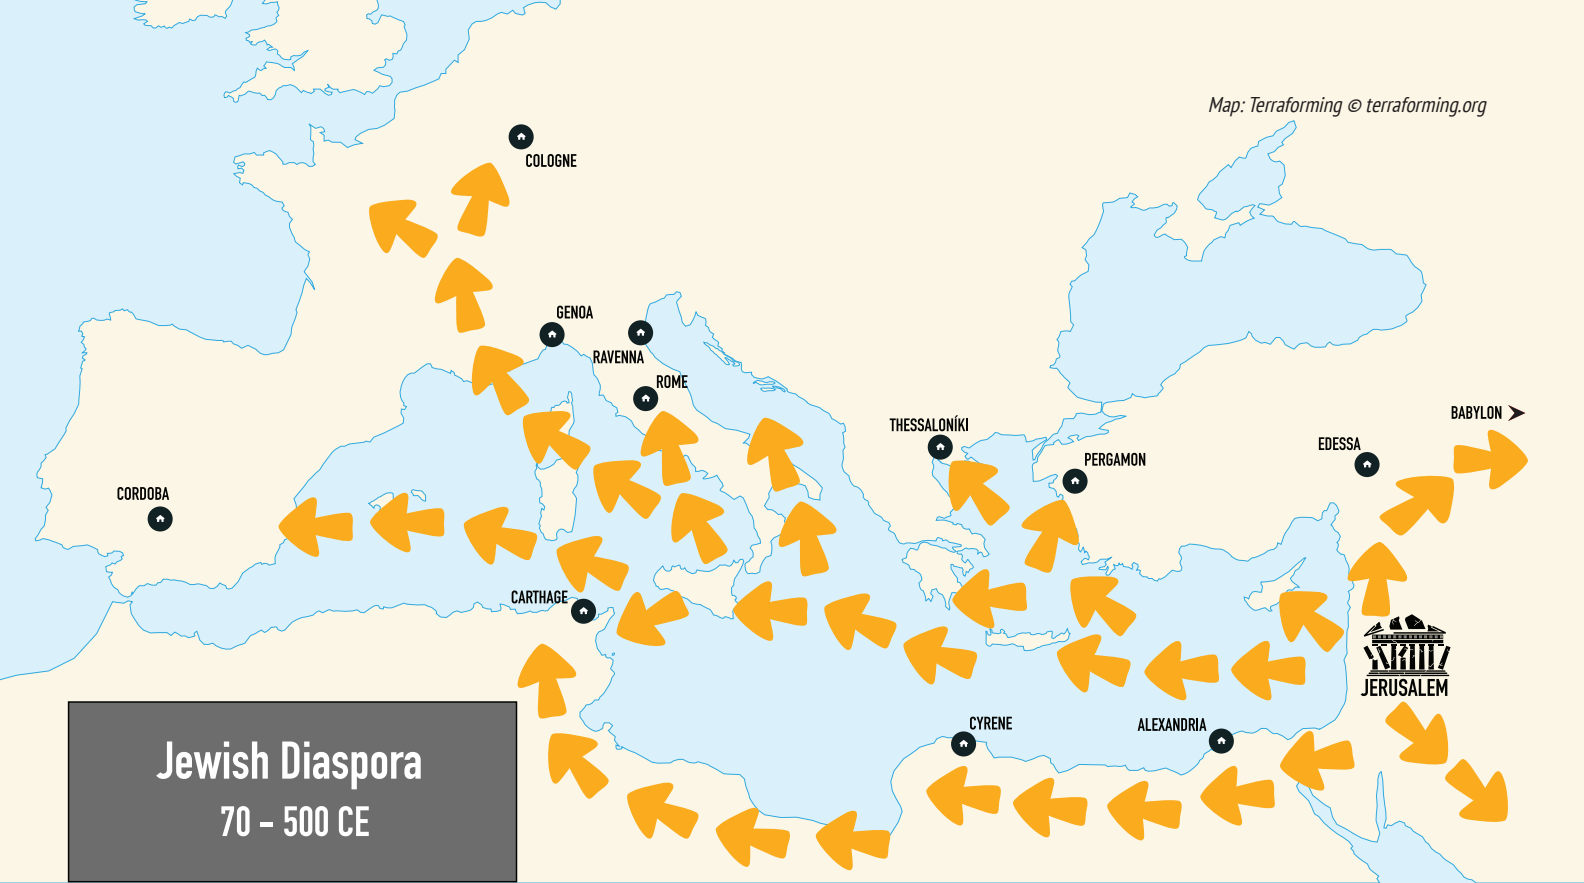 Map: Terraforming © terraforming.org
COLOGNE
GENOA
RAVENNA
ROME
THESSALONÍKI
BABYLON
EDESSA
PERGAMON
CORDOBA
CARTHAGE
JERUSALEM
CYRENE
ALEXANDRIA
Jewish Diaspora
70 - 500 CE